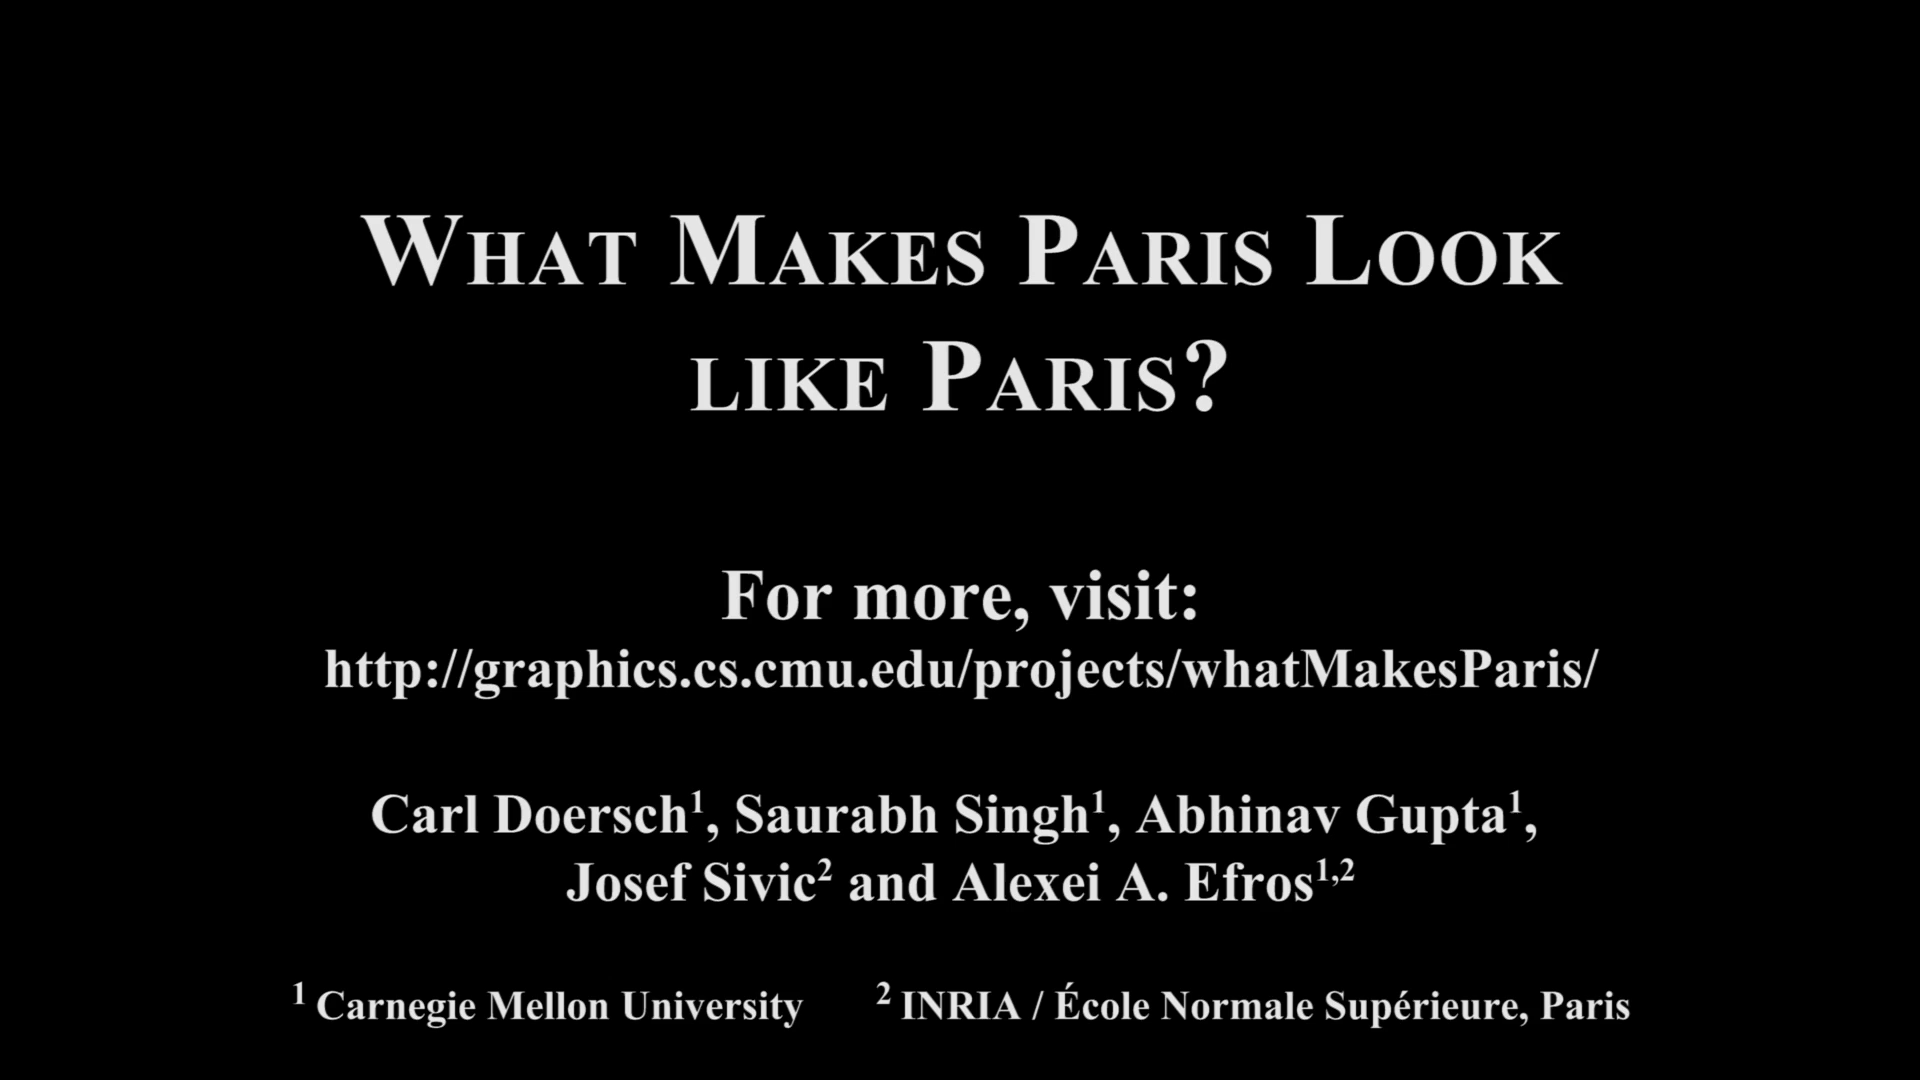 What Makes Paris Look
like Paris?
For more, visit:
http://graphics.cs.cmu.edu/projects/whatMakesParis/
Carl Doersch¹, Saurabh Singh¹, Abhinav Gupta¹,
Josef Sivic² and Alexei A. Efros¹,²
¹ Carnegie Mellon University ² INRIA / École Normale Supérieure, Paris